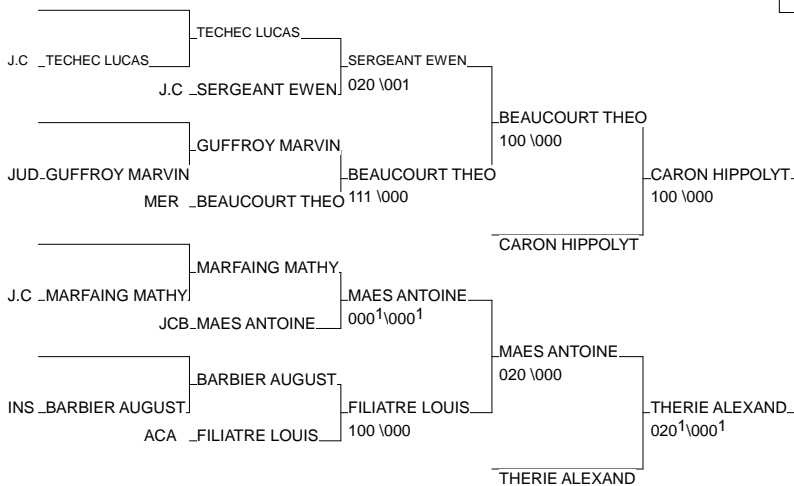 TECHEC LUCAS
J.C TECHEC LUCAS
SERGEANT EWEN
J.C SERGEANT EWEN
020 \001
BEAUCOURT THEO
100 \000
GUFFROY MARVIN
JUD GUFFROY MARVIN
BEAUCOURT THEO
MER BEAUCOURT THEO
111 \000
CARON HIPPOLYT
100 \000
CARON HIPPOLYT
MARFAING MATHY
J.C MARFAING MATHY
MAES ANTOINE
JCB MAES ANTOINE
000¹\000¹
MAES ANTOINE
020 \000
BARBIER AUGUST
INS BARBIER AUGUST
FILIATRE LOUIS
ACA FILIATRE LOUIS
100 \000
THERIE ALEXAND
020¹\000¹
THERIE ALEXAND